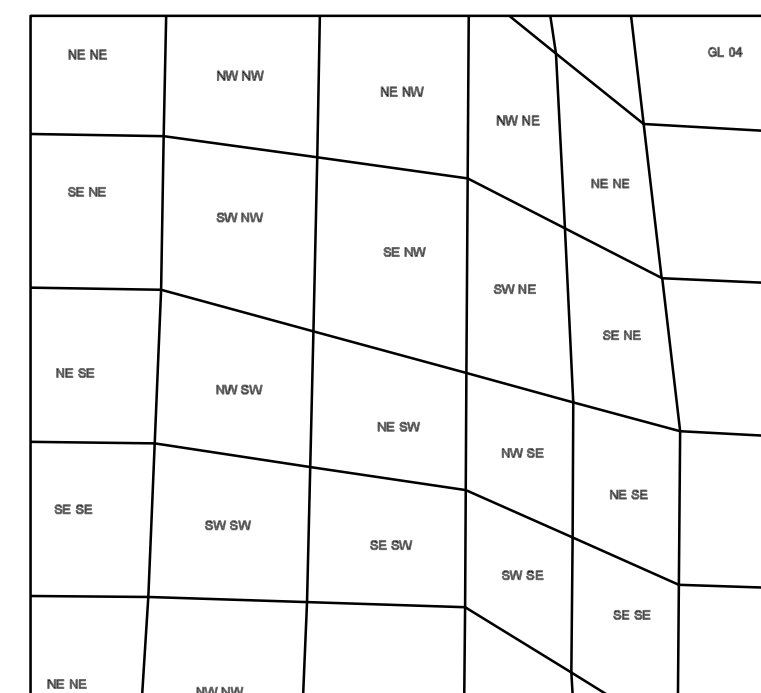 NE NE
NW NW
NE NW
NW NE
NE NE
GL 04
SE NE
SW NW
SE NW
SW NE
SE NE
NE SE
NW SW
NE SW
NW SE
NE SE
SE SE
SW SW
SE SW
SW SE
SE SE
NE NE
NW NW